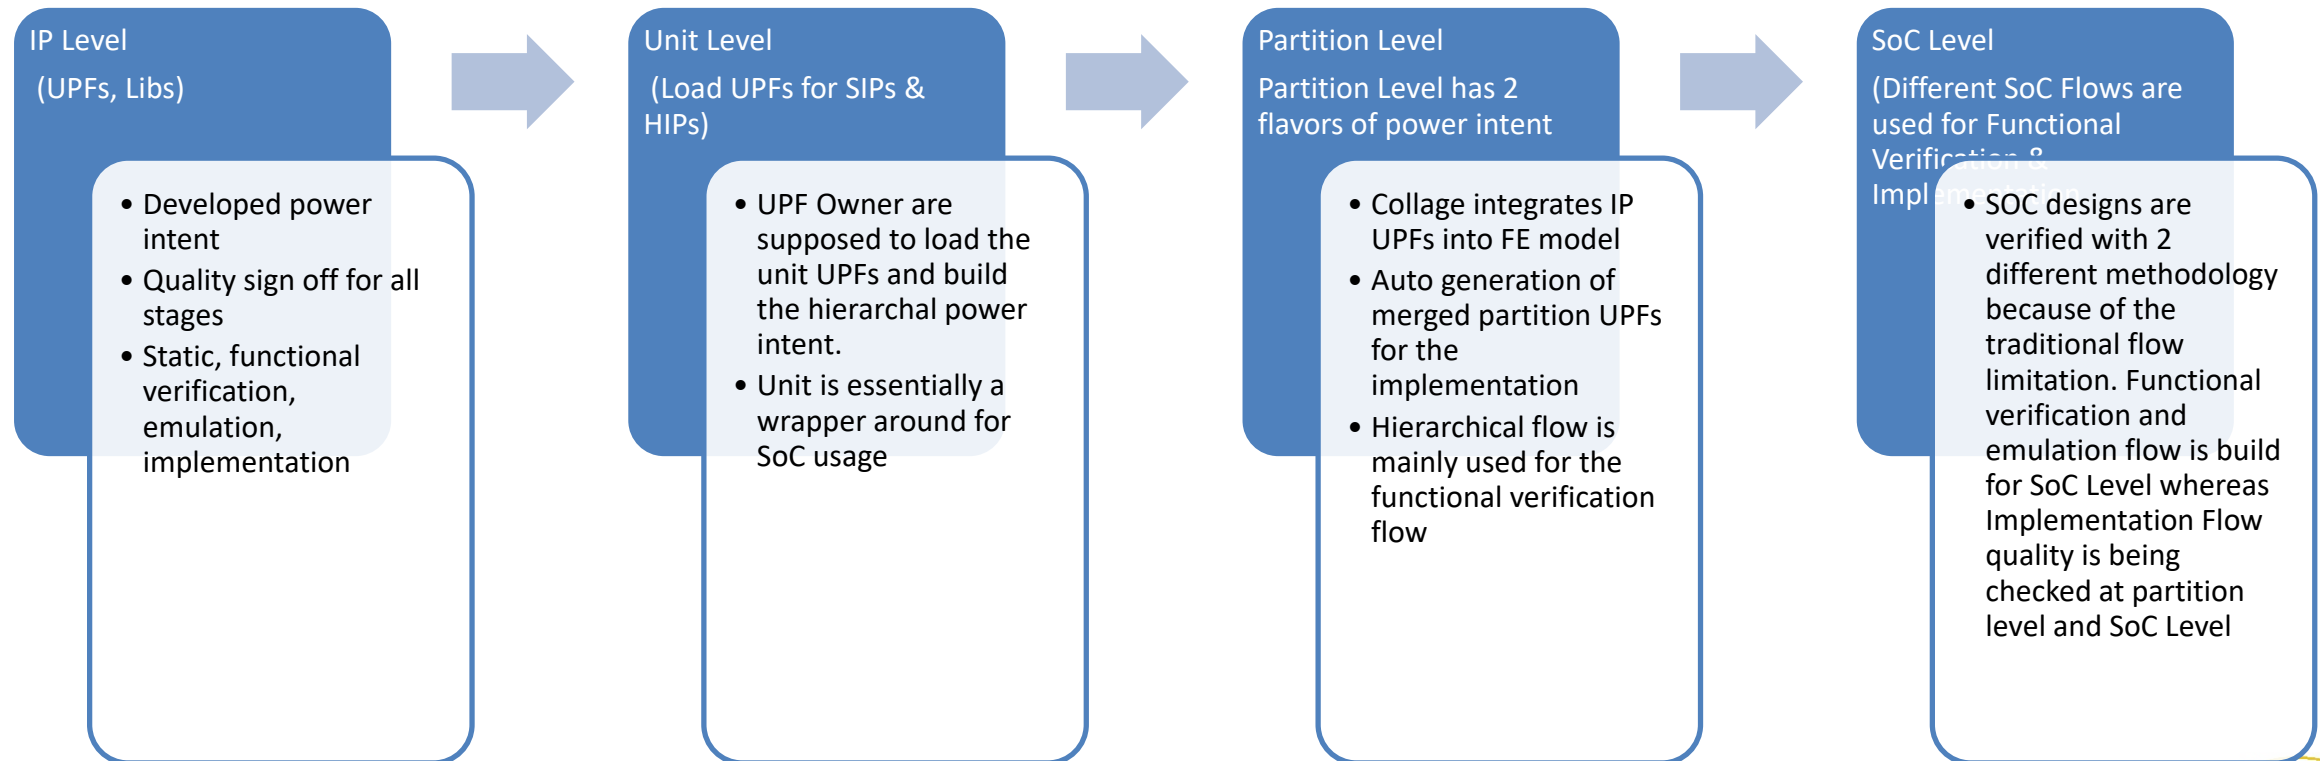 IP Level
(UPFs, Libs)
• Developed power
intent
• Quality sign off for all
stages
• Static, functional
verification,
emulation,
implementation
Unit Level
(Load UPFs for SIPs &
HIPs)
• UPF Owner are
supposed to load the
unit UPFs and build
the hierarchal power
intent.
• Unit is essentially a
wrapper around for
SoC usage
Partition Level
Partition Level has 2
flavors of power intent
• Collage integrates IP
UPFs into FE model
• Auto generation of
merged partition UPFs
for the
implementation
• Hierarchical flow is
mainly used for the
functional verification
flow
SoC Level
(Different SoC Flows are
used for Functional
Verification &
Implementation
• SOC designs are
verified with 2
different methodology
because of the
traditional flow
limitation. Functional
verification and
emulation flow is build
for SoC Level whereas
Implementation Flow
quality is being
checked at partition
level and SoC Level